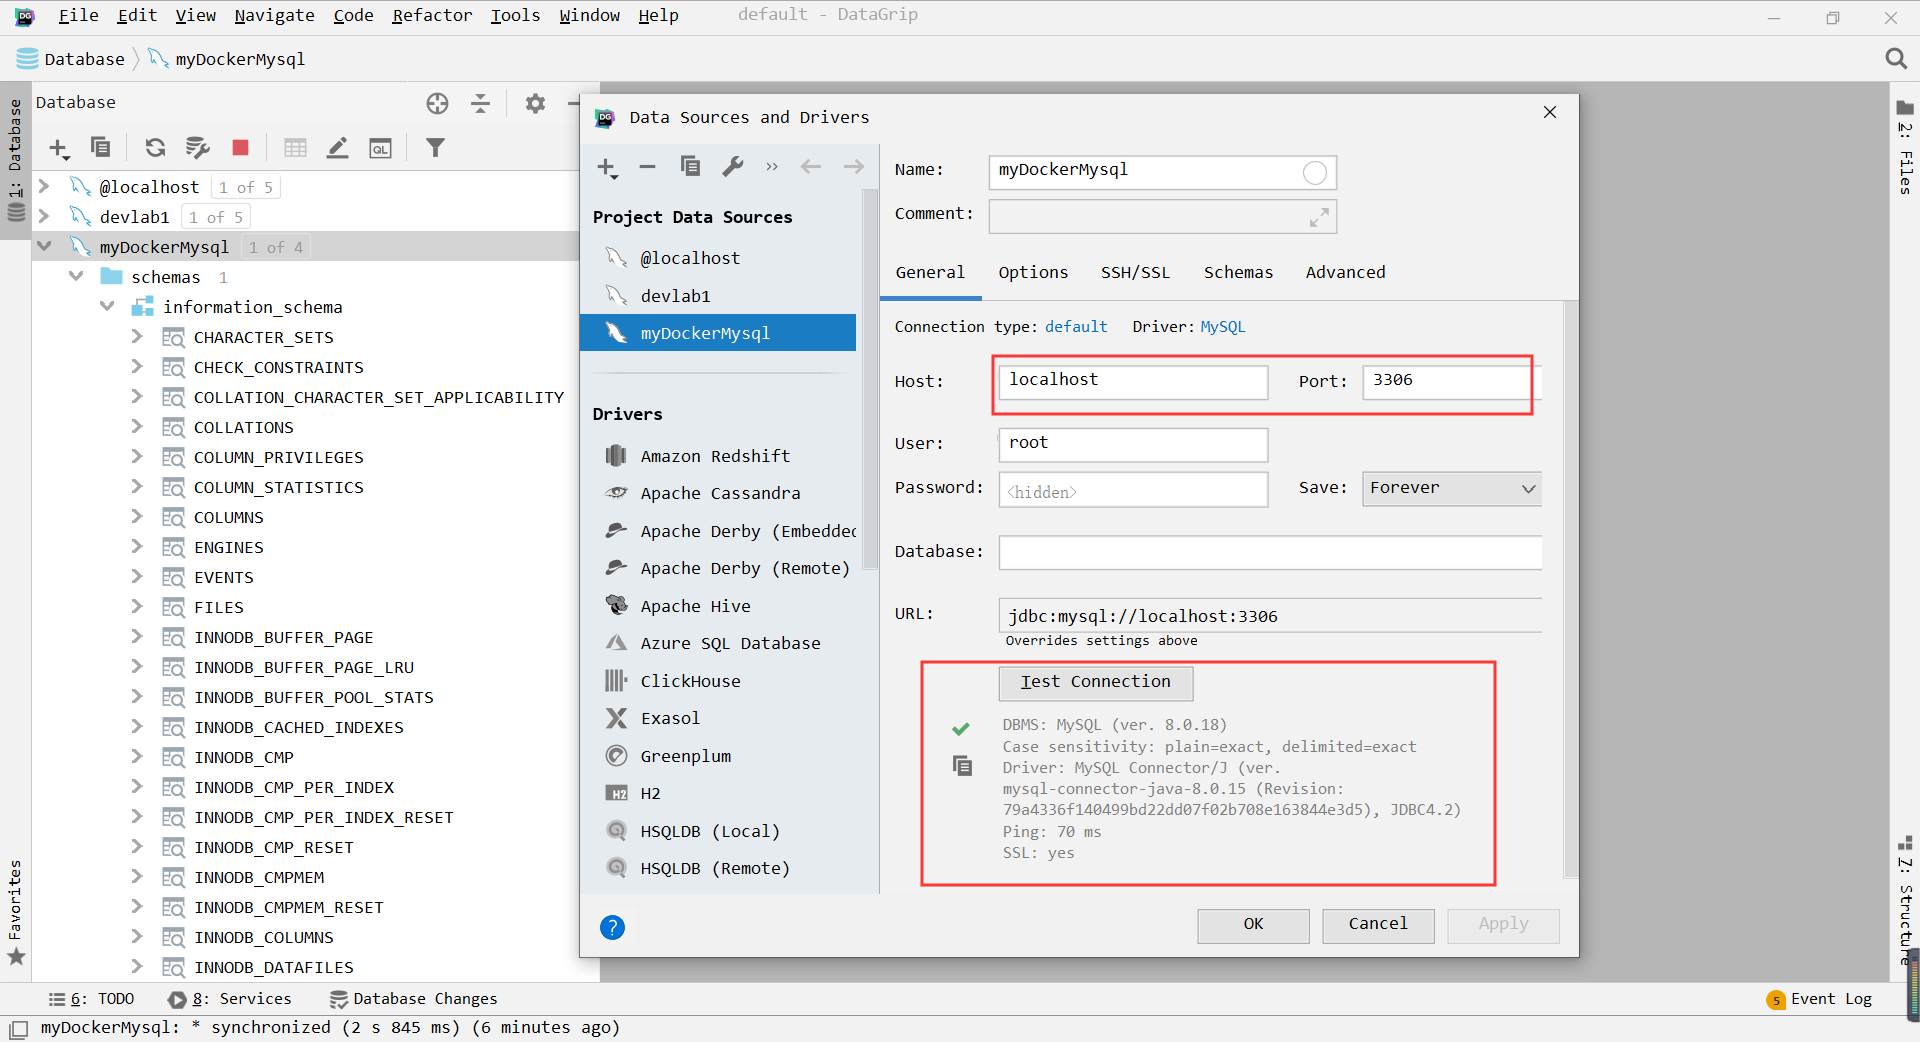 File Edit View Navigate Code Refactor Tools Window Help default - DataGrip
Database myDockerMysql
1: Database
Favorites
Database
@localhost 1 of 5
devlab1 1 of 5
myDockerMysql 1 of 4
schemas 1
information_schema
CHARACTER_SETS
CHECK_CONSTRAINTS
COLLATION_CHARACTER_SET_APPLICABILITY
COLLATIONS
COLUMN_PRIVILEGES
COLUMN_STATISTICS
COLUMNS
ENGINES
EVENTS
FILES
INNODB_BUFFER_PAGE
INNODB_BUFFER_PAGE_LRU
INNODB_BUFFER_POOL_STATS
INNODB_CACHED_INDEXES
INNODB_CMP
INNODB_CMP_PER_INDEX
INNODB_CMP_PER_INDEX_RESET
INNODB_CMP_RESET
INNODB_CMPMEM
INNODB_CMPMEM_RESET
INNODB_COLUMNS
INNODB_DATAFILES
Data Sources and Drivers
Project Data Sources
@localhost
devlab1
myDockerMysql
Drivers
Amazon Redshift
Apache Cassandra
Apache Derby (Embedded
Apache Derby (Remote)
Apache Hive
Azure SQL Database
ClickHouse
Exasol
Greenplum
H2
HSQLDB (Local)
HSQLDB (Remote)
Name: myDockerMysql
Comment:
General Options SSH/SSL Schemas Advanced
Connection type: default Driver: MySQL
Host: localhost Port: 3306
User: root
Password: <hidden> Save: Forever
Database:
URL: jdbc:mysql://localhost:3306
Overrides settings above
Test Connection
DBMS: MySQL (ver. 8.0.18)
Case sensitivity: plain=exact, delimited=exact
Driver: MySQL Connector/J (ver.
mysql-connector-java-8.0.15 (Revision:
79a4336f140499bd22dd07f02b708e163844e3d5), JDBC4.2)
Ping: 70 ms
SSL: yes
OK Cancel Apply
2: Files
7: Structure
6: TODO 8: Services Database Changes 5 Event Log
myDockerMysql: * synchronized (2 s 845 ms) (6 minutes ago)